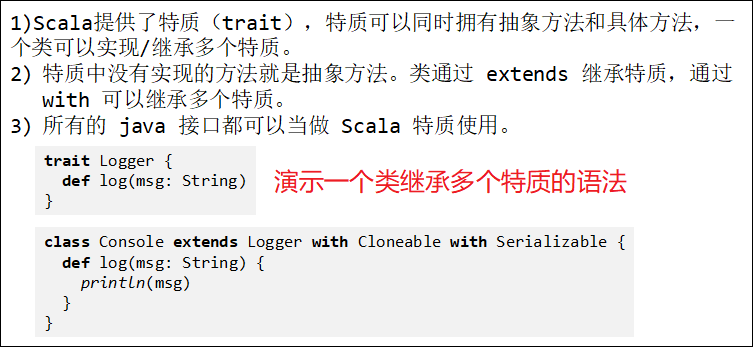 1)Scala提供了特质（trait），特质可以同时拥有抽象方法和具体方法，一
个类可以实现/继承多个特质。
2) 特质中没有实现的方法就是抽象方法。类通过 extends 继承特质，通过
with 可以继承多个特质。
3) 所有的 java 接口都可以当做 Scala 特质使用。
trait Logger {
  def log(msg: String)
}
演示一个类继承多个特质的语法
class Console extends Logger with Cloneable with Serializable {
  def log(msg: String) {
    println(msg)
  }
}